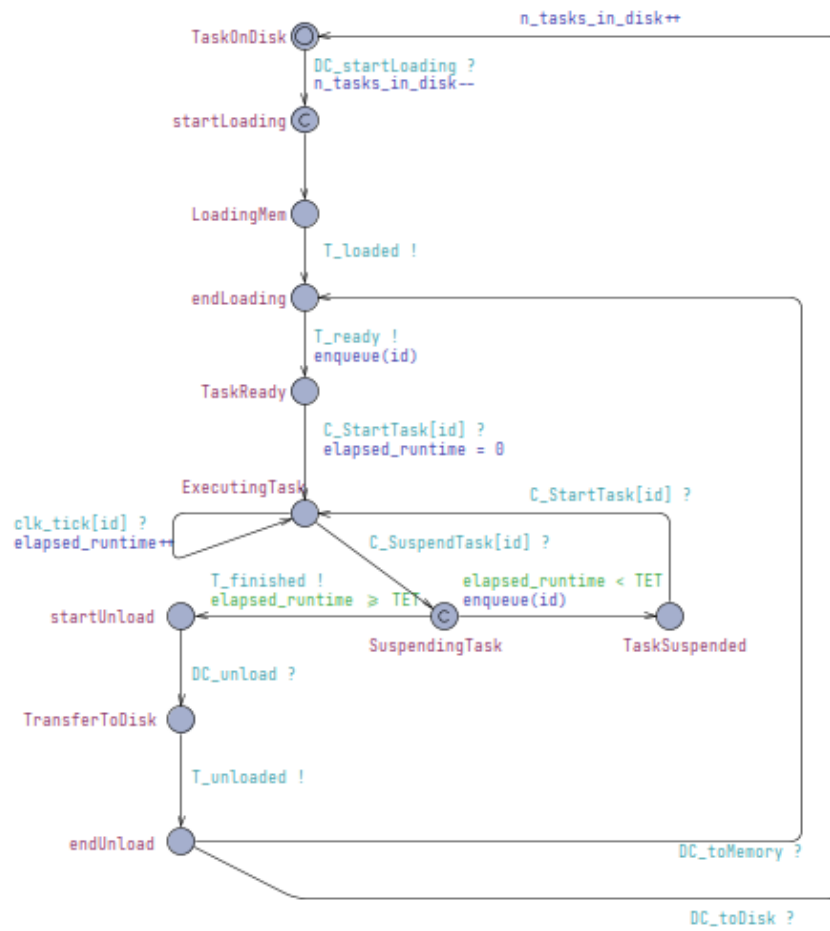 n_tasks_in_disk++
TaskOnDisk
DC_startLoading ?
n_tasks_in_disk--
startLoading
C
LoadingMem
T_loaded !
endLoading
T_ready !
enqueue(id)
TaskReady
C_StartTask[id] ?
elapsed_runtime = 0
ExecutingTask
C_StartTask[id] ?
clk_tick[id] ?
elapsed_runtime++
C_SuspendTask[id] ?
T_finished !
elapsed_runtime ≥ TET
elapsed_runtime < TET
enqueue(id)
startUnload
C
SuspendingTask
TaskSuspended
DC_unload ?
TransferToDisk
T_unloaded !
endUnload
DC_toMemory ?
DC_toDisk ?